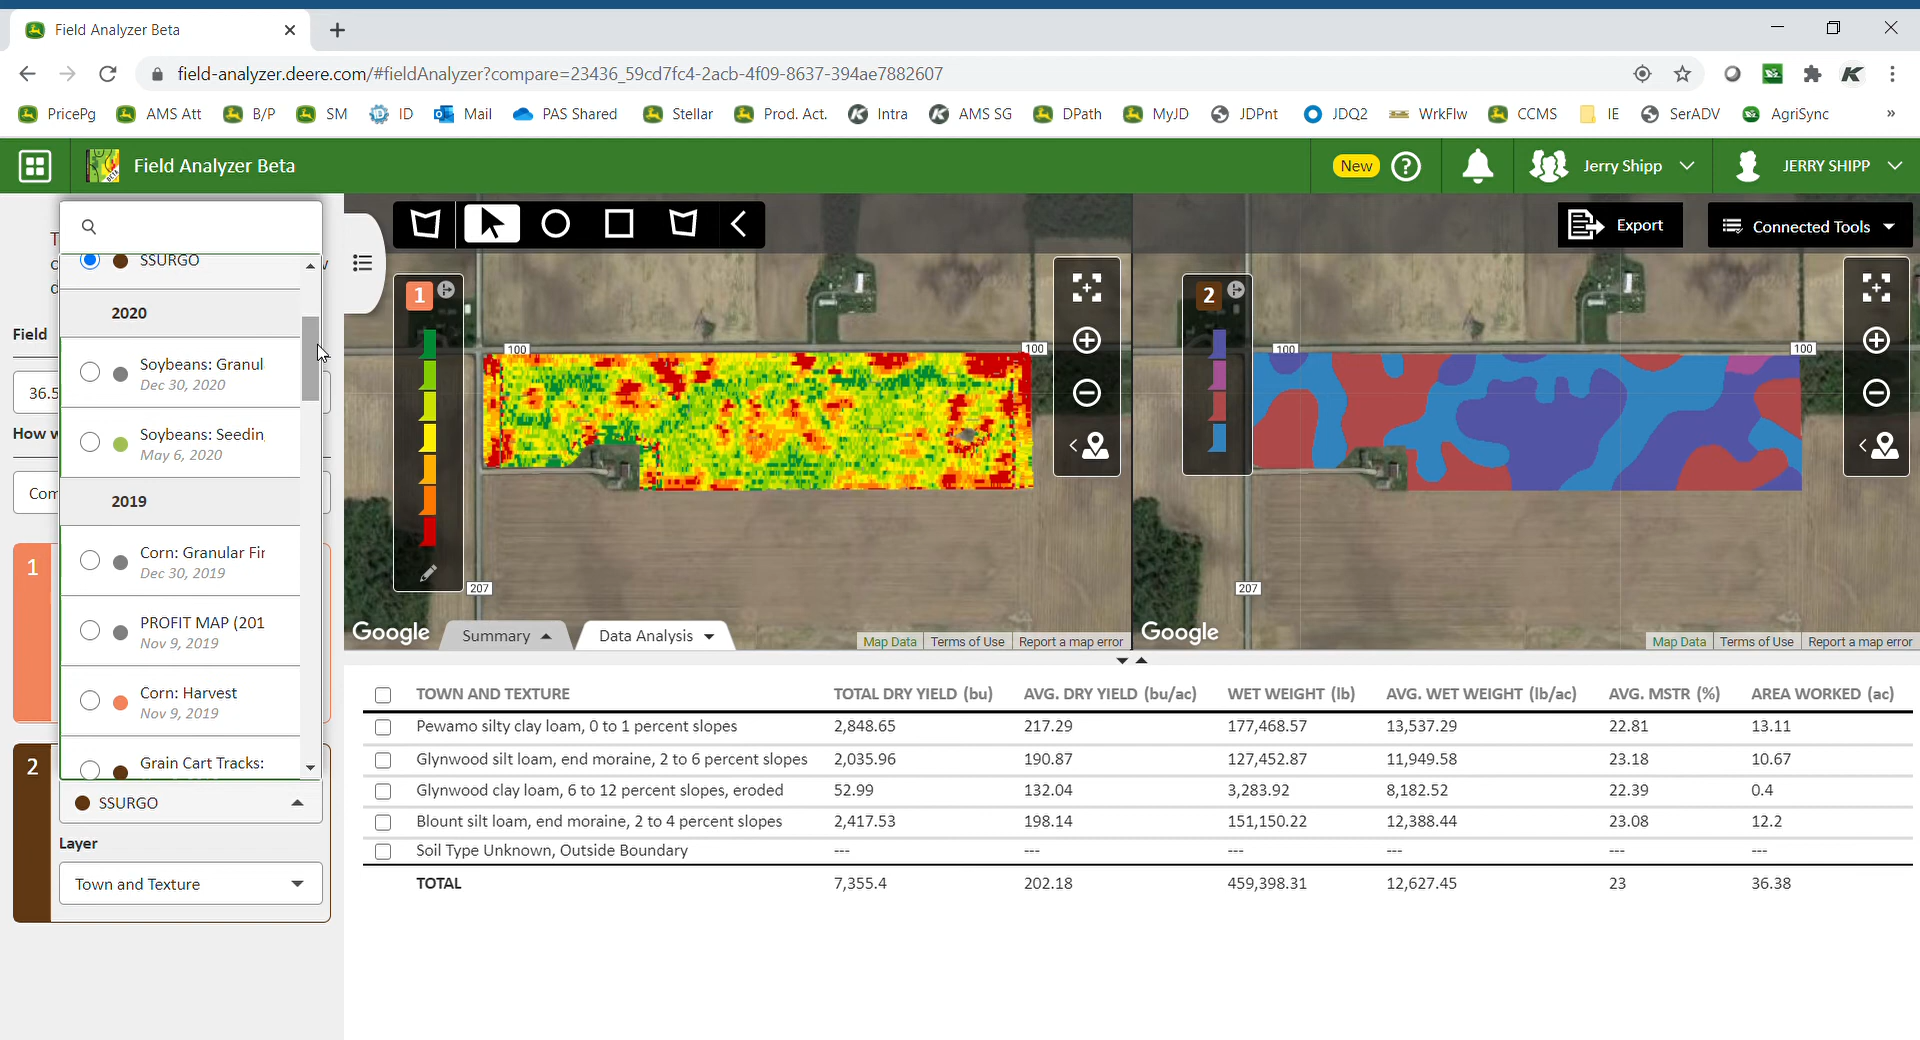 Field Analyzer Beta
field-analyzer.deere.com/#fieldAnalyzer?compare=23436_59cd7fc4-2acb-4f09-8637-394ae7882607
PricePg AMS Att B/P SM ID Mail PAS Shared Stellar Prod. Act. Intra AMS SG DPath MyJD JDPnt JDQ2 WrkFlw CCMS IE SerADV AgriSync »
Field Analyzer Beta New ? Jerry Shipp JERRY SHIPP
Export Connected Tools
SSURGO
2020
Field
Soybeans: Granul
Dec 30, 2020
36.5
How w
Soybeans: Seedin
May 6, 2020
Com
2019
Corn: Granular Fir
Dec 30, 2019
1
PROFIT MAP (201
Nov 9, 2019
Corn: Harvest
Nov 9, 2019
2
Grain Cart Tracks:
SSURGO
Layer
Town and Texture
1
100 100
207
Google
Map Data Terms of Use Report a map error
2
100 100
207
Google
Map Data Terms of Use Report a map error
Summary Data Analysis
TOWN AND TEXTURE TOTAL DRY YIELD (bu) AVG. DRY YIELD (bu/ac) WET WEIGHT (lb) AVG. WET WEIGHT (lb/ac) AVG. MSTR (%) AREA WORKED (ac)
Pewamo silty clay loam, 0 to 1 percent slopes 2,848.65 217.29 177,468.57 13,537.29 22.81 13.11
Glynwood silt loam, end moraine, 2 to 6 percent slopes 2,035.96 190.87 127,452.87 11,949.58 23.18 10.67
Glynwood clay loam, 6 to 12 percent slopes, eroded 52.99 132.04 3,283.92 8,182.52 22.39 0.4
Blount silt loam, end moraine, 2 to 4 percent slopes 2,417.53 198.14 151,150.22 12,388.44 23.08 12.2
Soil Type Unknown, Outside Boundary --- --- --- --- --- ---
TOTAL 7,355.4 202.18 459,398.31 12,627.45 23 36.38